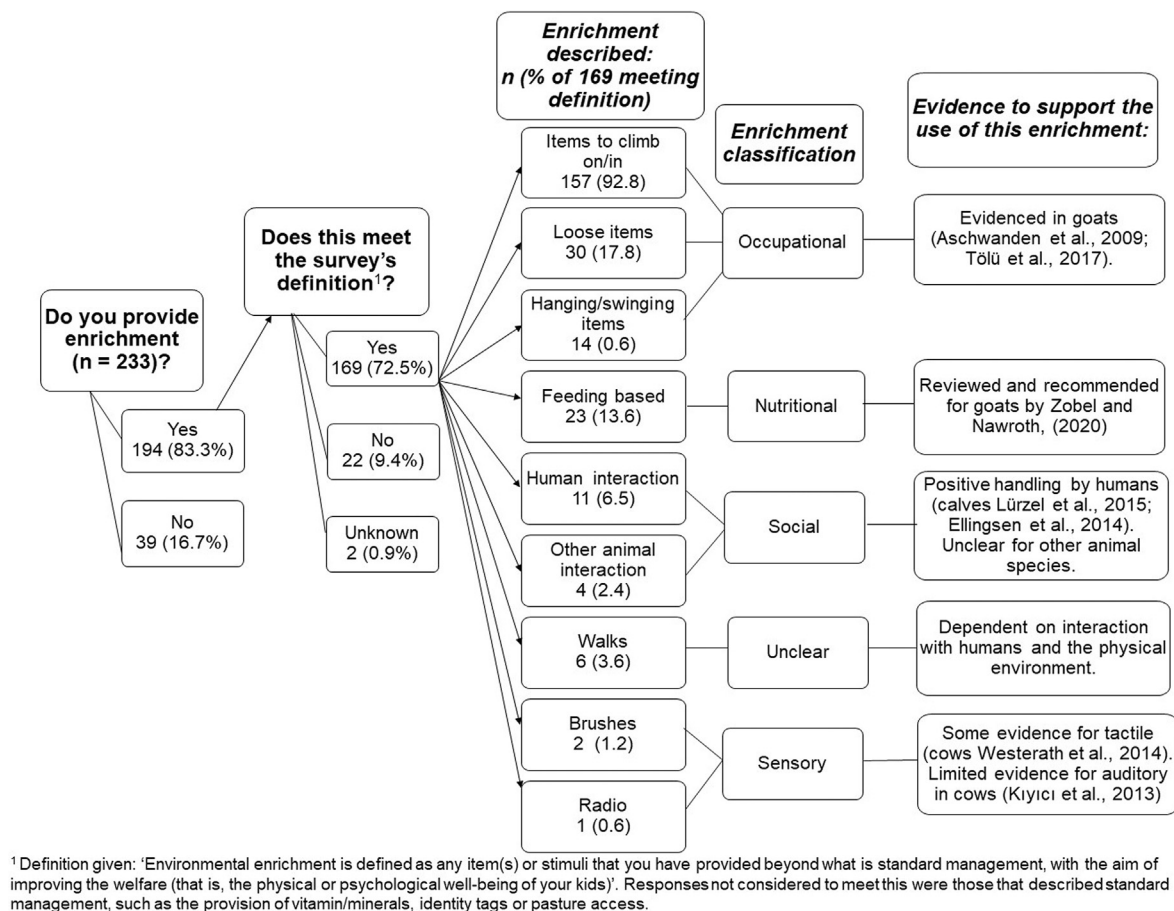 Do you provide
enrichment
(n = 233)?
Yes
194 (83.3%)
No
39 (16.7%)
Does this meet
the survey's
definition¹?
Yes
169 (72.5%)
No
22 (9.4%)
Unknown
2 (0.9%)
Enrichment
described:
n (% of 169 meeting
definition)
Items to climb
on/in
157 (92.8)
Loose items
30 (17.8)
Hanging/swinging
items
14 (0.6)
Feeding based
23 (13.6)
Human interaction
11 (6.5)
Other animal
interaction
4 (2.4)
Walks
6 (3.6)
Brushes
2 (1.2)
Radio
1 (0.6)
Enrichment
classification
Occupational
Nutritional
Social
Unclear
Sensory
Evidence to support the
use of this enrichment:
Evidenced in goats
(Aschwanden et al., 2009;
Tölü et al., 2017).
Reviewed and recommended
for goats by Zobel and
Nawroth, (2020)
Positive handling by humans
(calves Lürzel et al., 2015;
Ellingsen et al., 2014).
Unclear for other animal
species.
Dependent on interaction
with humans and the physical
environment.
Some evidence for tactile
(cows Westerath et al., 2014).
Limited evidence for auditory
in cows (Kıyıcı et al., 2013)
¹ Definition given: 'Environmental enrichment is defined as any item(s) or stimuli that you have provided beyond what is standard management, with the aim of
improving the welfare (that is, the physical or psychological well-being of your kids)'. Responses not considered to meet this were those that described standard
management, such as the provision of vitamin/minerals, identity tags or pasture access.